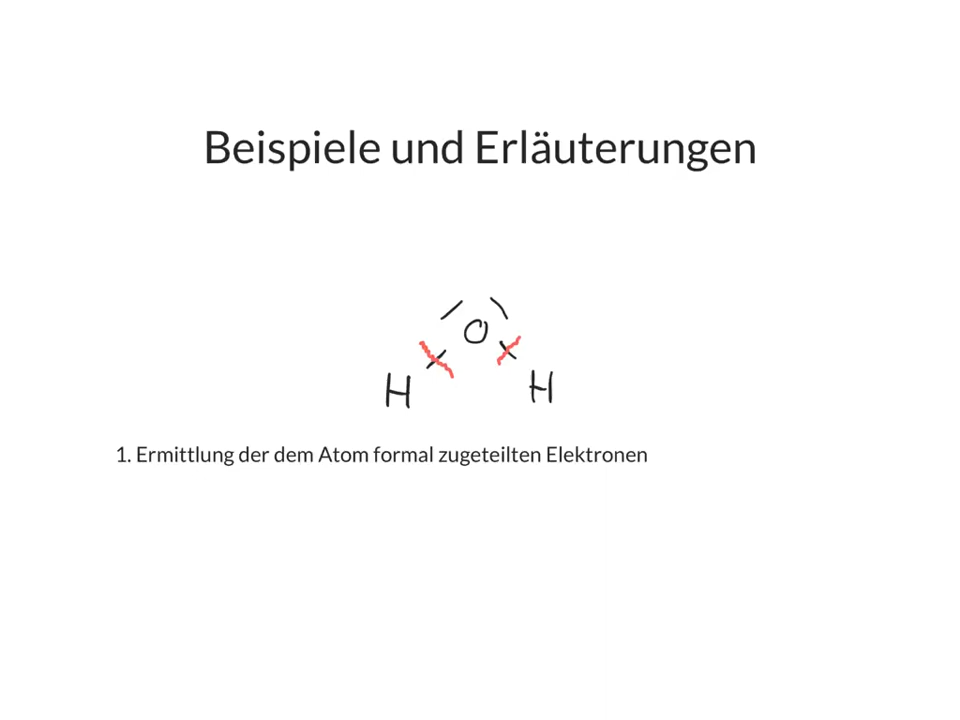 Beispiele und Erläuterungen
O
H H
1. Ermittlung der dem Atom formal zugeteilten Elektronen